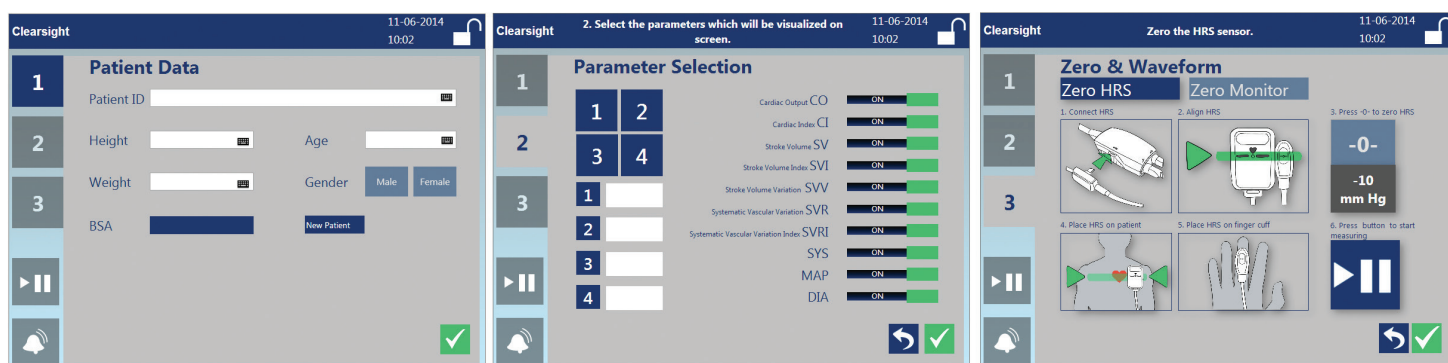 Clearsight
11-06-2014
10:02
1
2
3
Patient Data
Patient ID
Height
Age
Weight
Gender
Male
Female
BSA
New Patient
Clearsight
2. Select the parameters which will be visualized on
screen.
11-06-2014
10:02
1
2
3
Parameter Selection
1
2
3
4
1
2
3
4
Cardiac Output CO ON
Cardiac Index CI ON
Stroke Volume SV ON
Stroke Volume Index SVI ON
Stroke Volume Variation SVV ON
Systematic Vascular Variation SVR ON
Systematic Vascular Variation Index SVRI ON
SYS ON
MAP ON
DIA ON
Clearsight
Zero the HRS sensor.
11-06-2014
10:02
1
2
3
Zero & Waveform
Zero HRS
Zero Monitor
1. Connect HRS
2. Align HRS
3. Press -0- to zero HRS
-0-
-10
mm Hg
4. Place HRS on patient
5. Place HRS on finger cuff
6. Press button to start
measuring